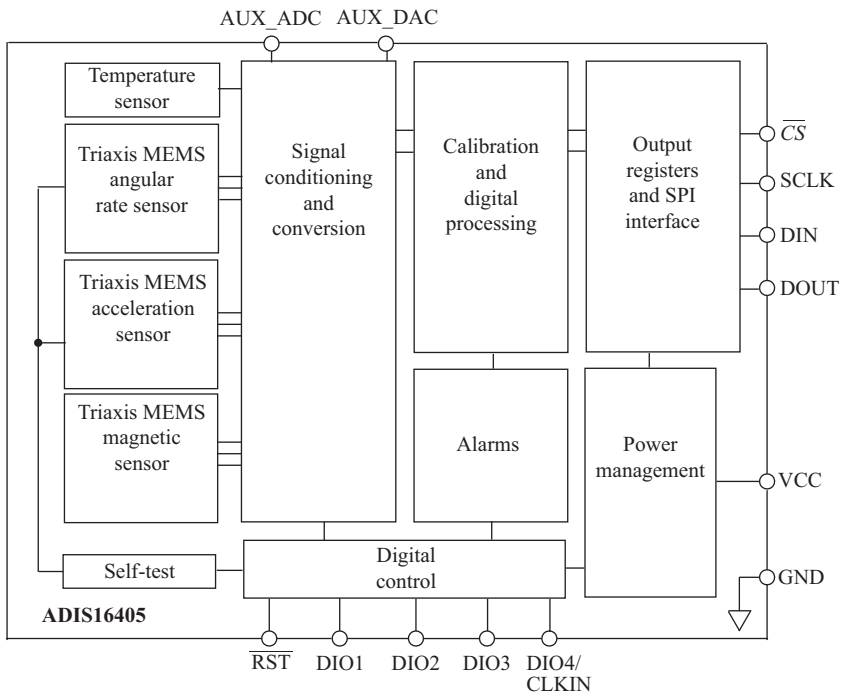 AUX_ADC
AUX_DAC
Temperature
sensor
Triaxis MEMS
angular
rate sensor
Triaxis MEMS
acceleration
sensor
Triaxis MEMS
magnetic
sensor
Self-test
ADIS16405
Signal
conditioning
and
conversion
Calibration
and
digital
processing
Output
registers
and SPI
interface
Alarms
Power
management
Digital
control
CS
SCLK
DIN
DOUT
VCC
GND
RST
DIO1
DIO2
DIO3
DIO4/
CLKIN